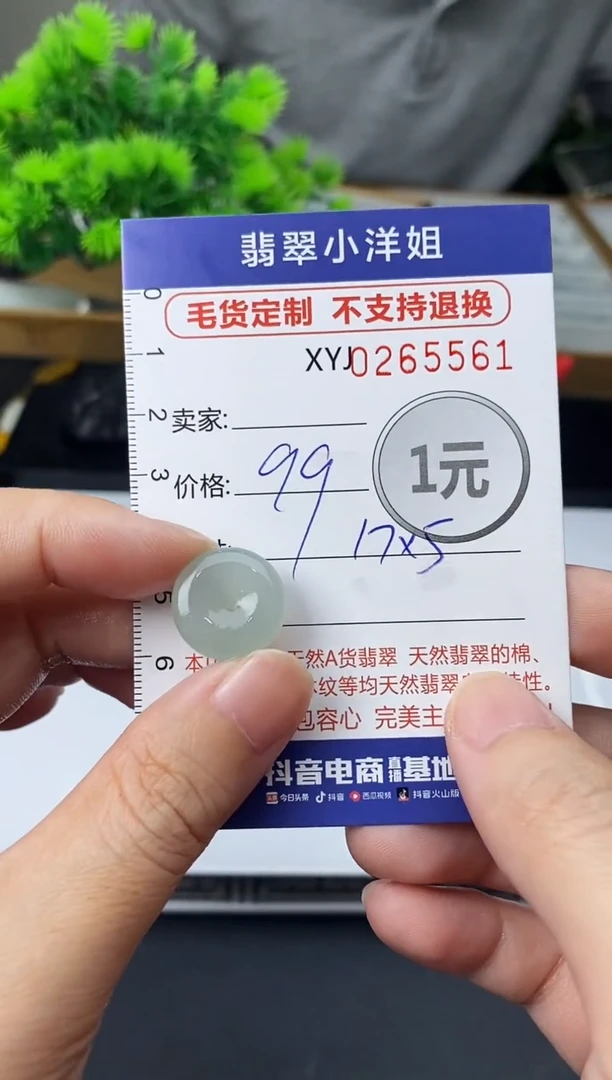 翡翠小洋姐
毛货定制 不支持退换
XYJ0265561
0
1
2
3
5
6
卖家:
价格: 99
1元
17×5
天然A货翡翠 天然翡翠的棉、
纹等均天然翡翠 性。
包容心 完美主
抖音电商直播基地
今日头条 抖音 西瓜视频 抖音火山版